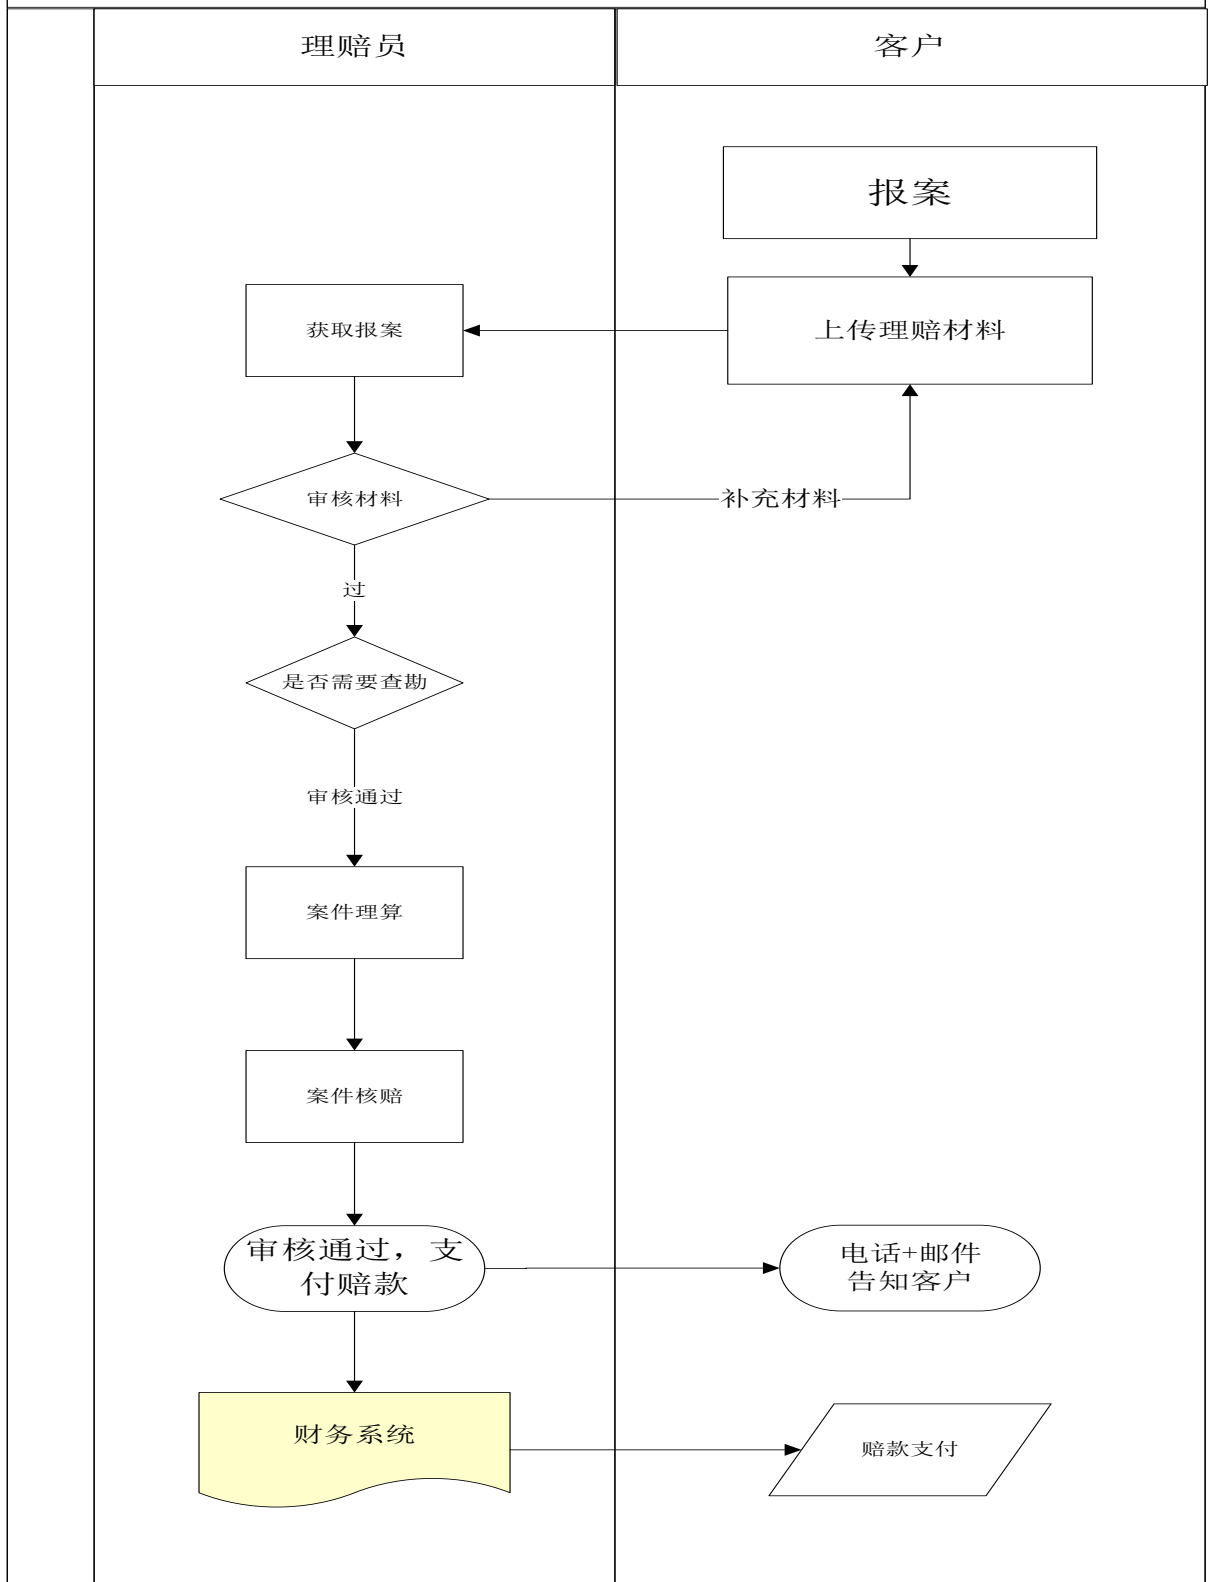 理赔员
客户
报案
获取报案
上传理赔材料
审核材料
补充材料
过
是否需要查勘
审核通过
案件理算
案件核赔
审核通过，支
付赔款
电话+邮件
告知客户
财务系统
赔款支付